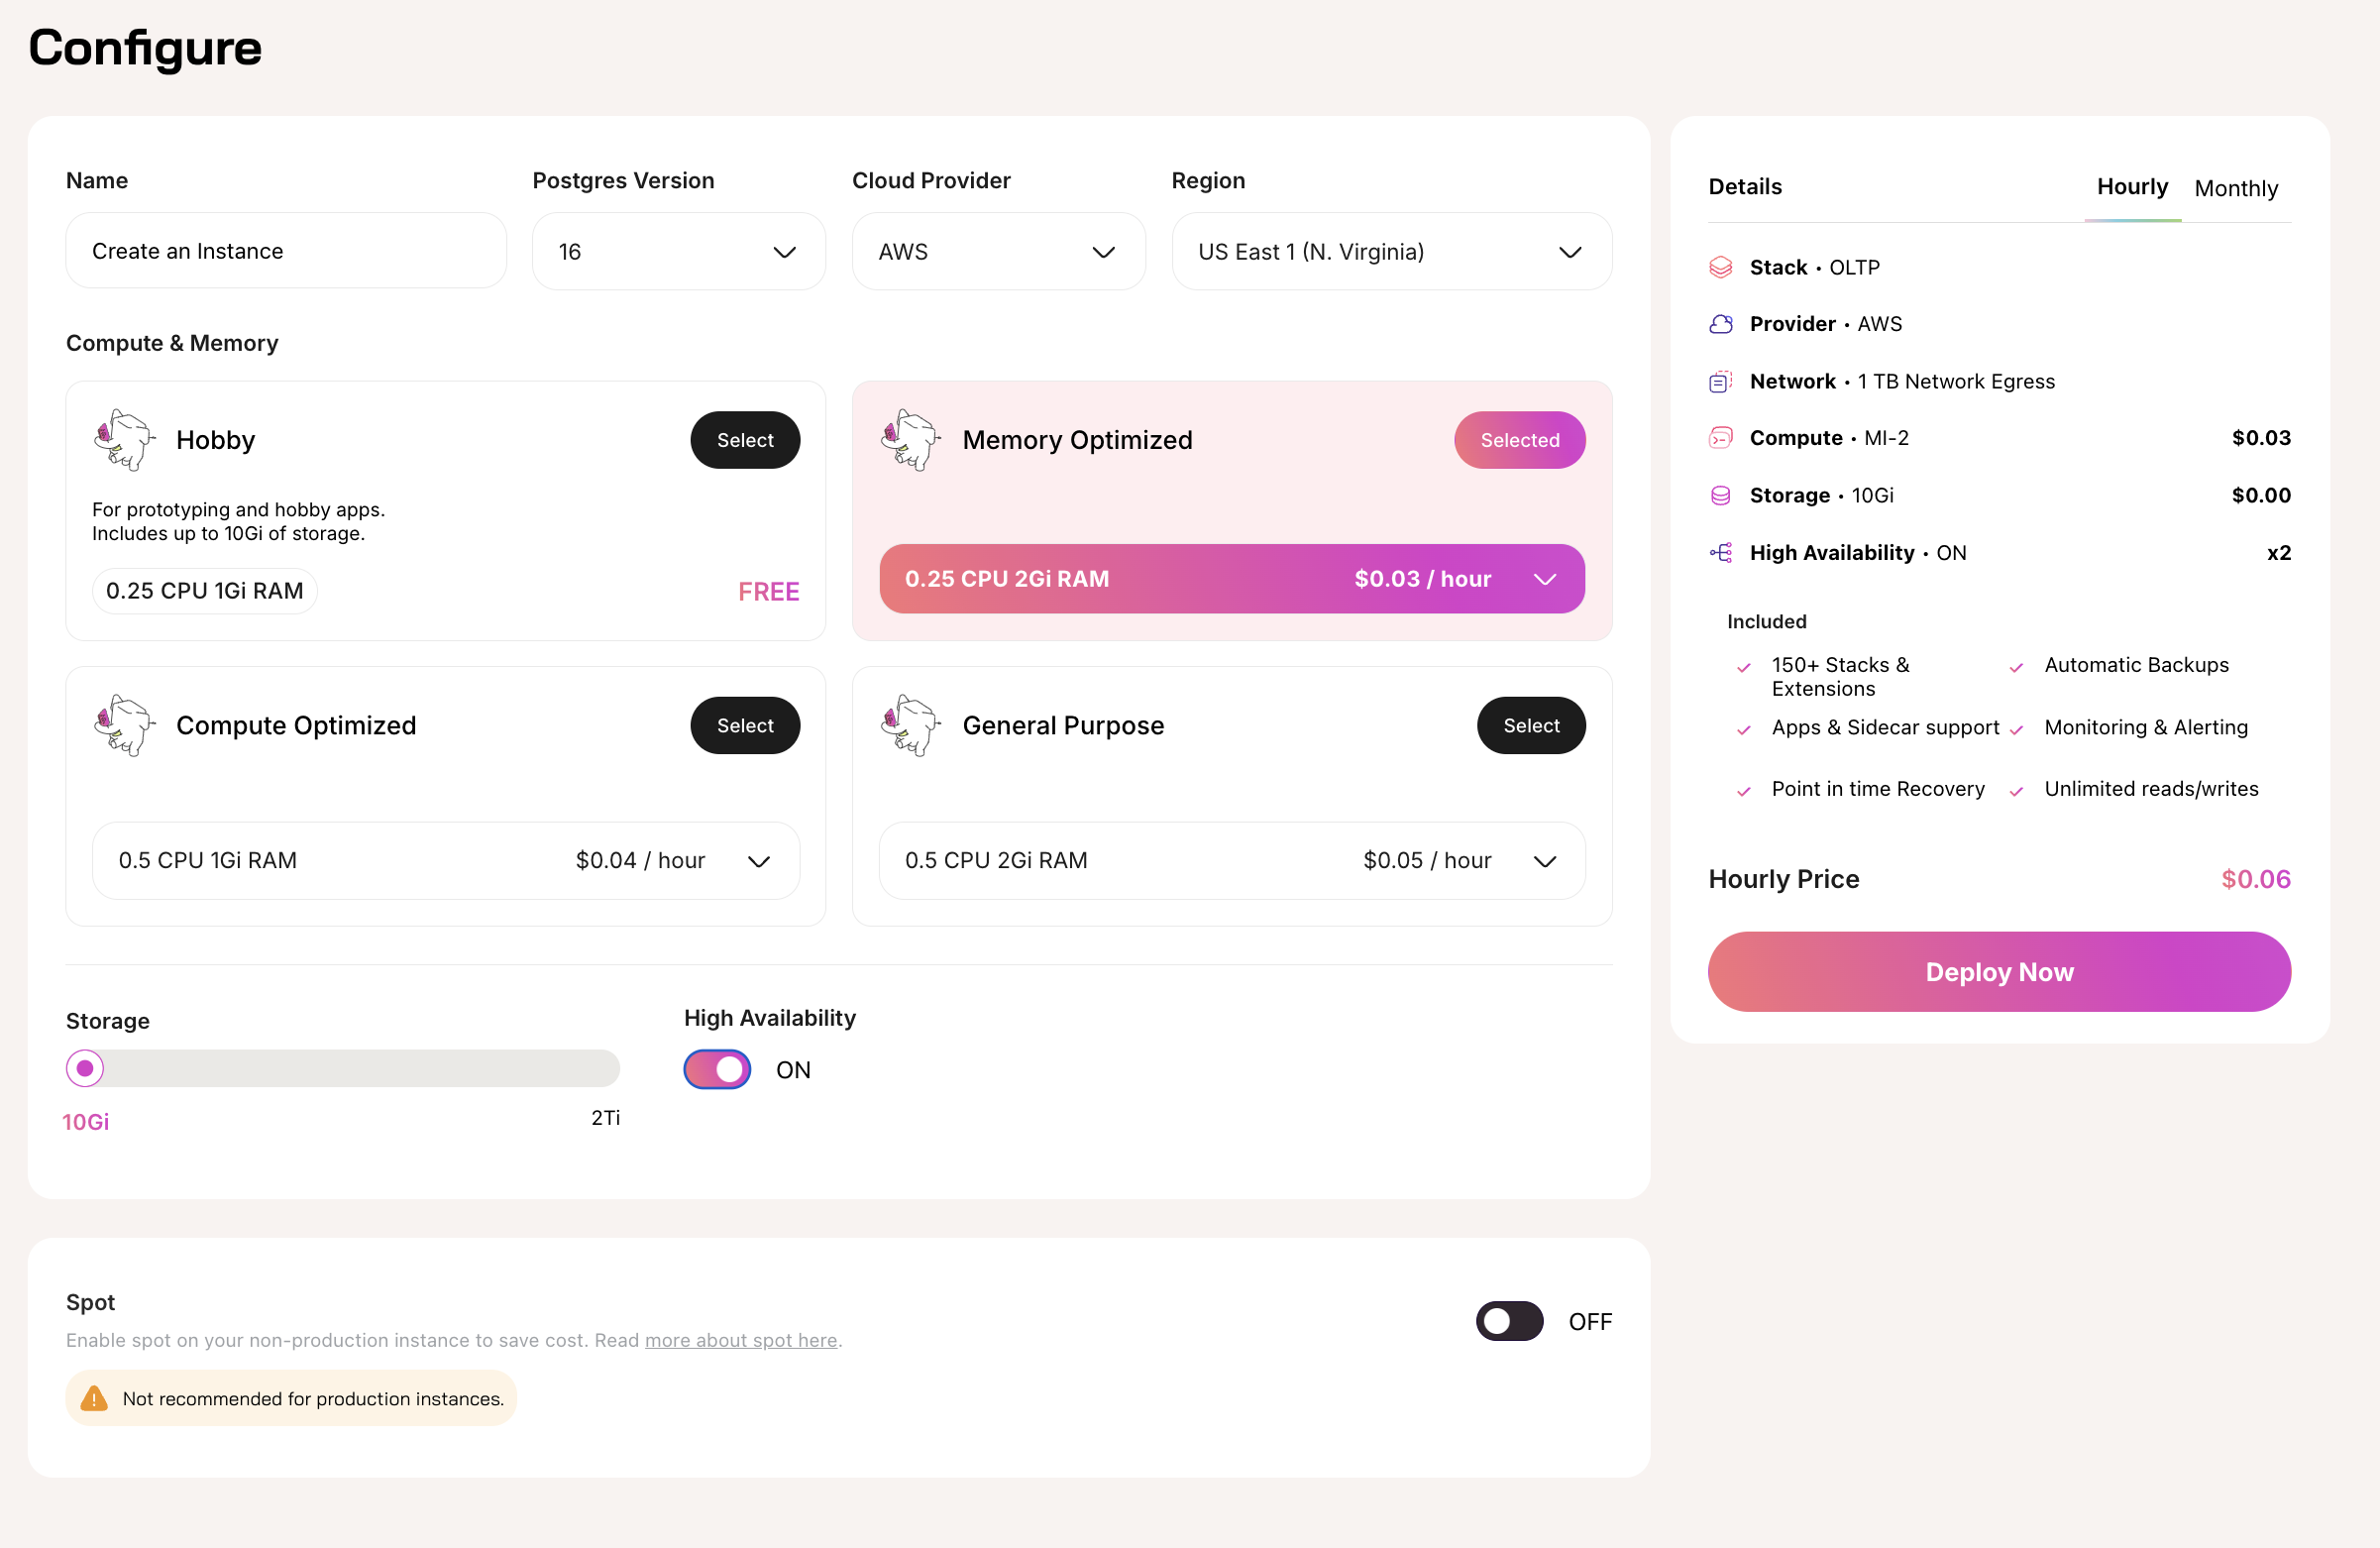 Configure
Name
Create an Instance
Postgres Version
16
Cloud Provider
AWS
Region
US East 1 (N. Virginia)
Compute & Memory
Hobby
Select
For prototyping and hobby apps.
Includes up to 10Gi of storage.
0.25 CPU 1Gi RAM
FREE
Memory Optimized
Selected
0.25 CPU 2Gi RAM
$0.03 / hour
Compute Optimized
Select
0.5 CPU 1Gi RAM
$0.04 / hour
General Purpose
Select
0.5 CPU 2Gi RAM
$0.05 / hour
Storage
10Gi
2Ti
High Availability
ON
Spot
Enable spot on your non-production instance to save cost. Read more about spot here.
Not recommended for production instances.
OFF
Details
Hourly
Monthly
Stack • OLTP
Provider • AWS
Network • 1 TB Network Egress
Compute • MI-2
$0.03
Storage • 10Gi
$0.00
High Availability • ON
x2
Included
150+ Stacks &
Extensions
Automatic Backups
Apps & Sidecar support
Monitoring & Alerting
Point in time Recovery
Unlimited reads/writes
Hourly Price
$0.06
Deploy Now